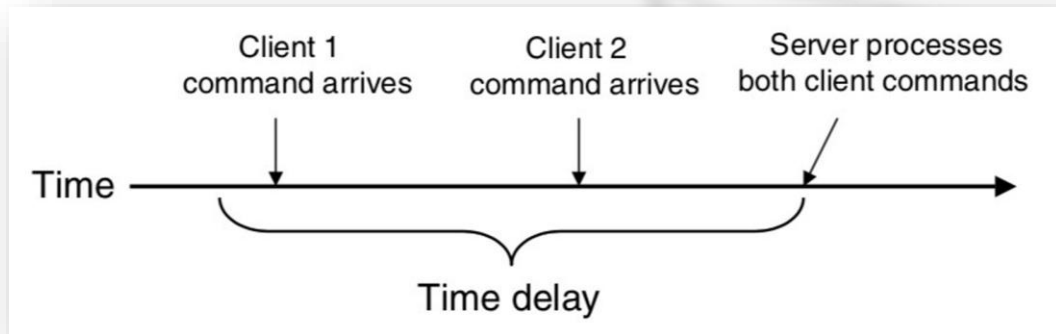 Client 1
command arrives
Client 2
command arrives
Server processes
both client commands
Time
Time delay